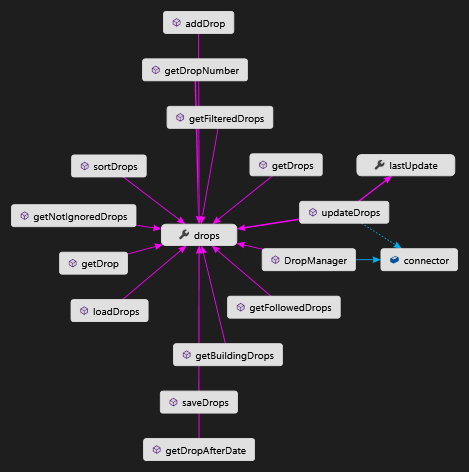 addDrop
getDropNumber
getFilteredDrops
sortDrops
getDrops
lastUpdate
getNotIgnoredDrops
updateDrops
drops
getDrop
DropManager
connector
loadDrops
getFollowedDrops
getBuildingDrops
saveDrops
getDropAfterDate